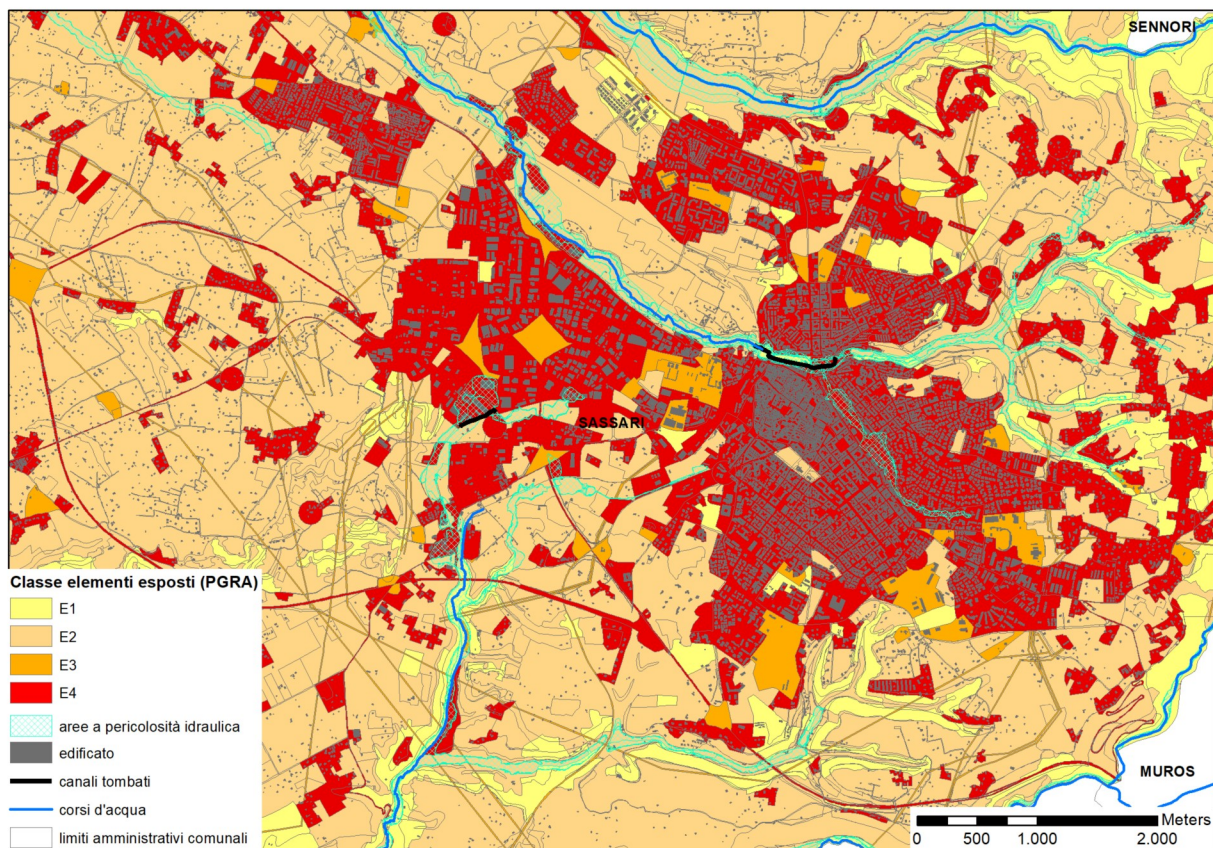 SENNORI
SASSARI
MUROS
Classe elementi esposti (PGRA)
E1
E2
E3
E4
aree a pericolosità idraulica
edificato
canali tombati
corsi d'acqua
limiti amministrativi comunali
Meters
0 500 1.000 2.000